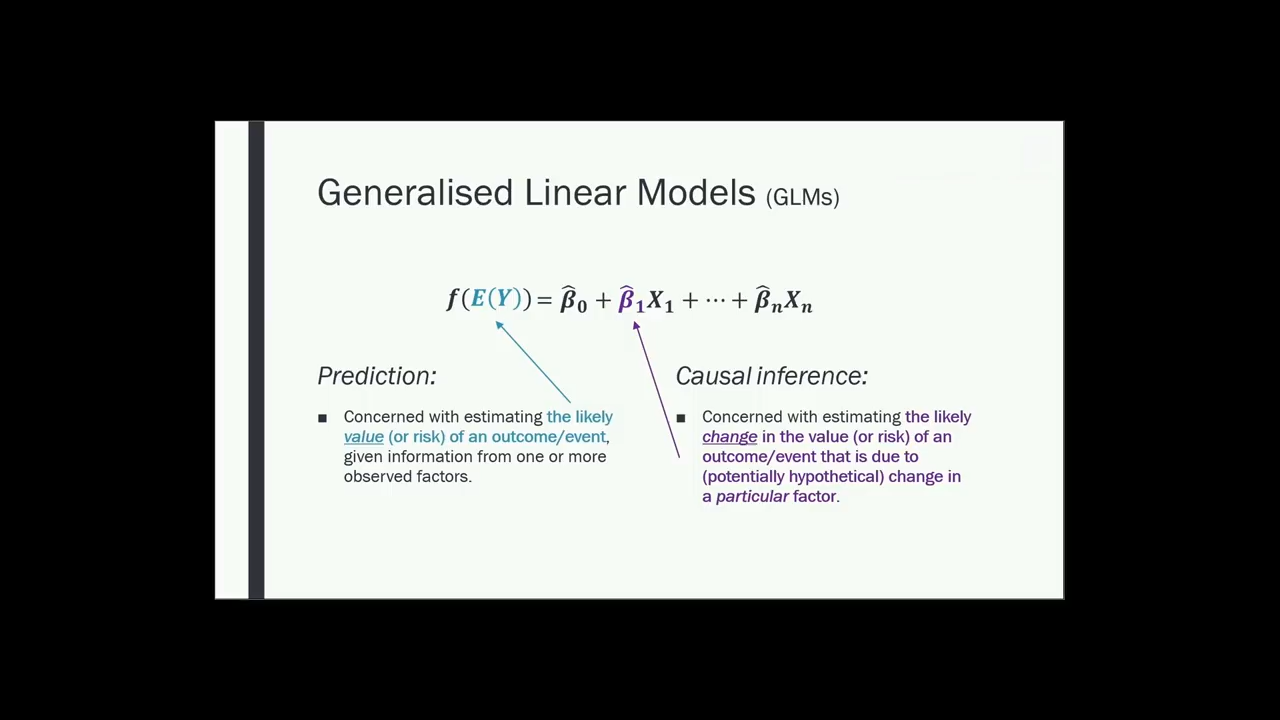 Generalised Linear Models (GLMs)
f(E(Y)) = β̂₀ + β̂₁X₁ + ⋯ + β̂ₙXₙ
Prediction:
■ Concerned with estimating the likely
value (or risk) of an outcome/event,
given information from one or more
observed factors.
Causal inference:
■ Concerned with estimating the likely
change in the value (or risk) of an
outcome/event that is due to
(potentially hypothetical) change in
a particular factor.